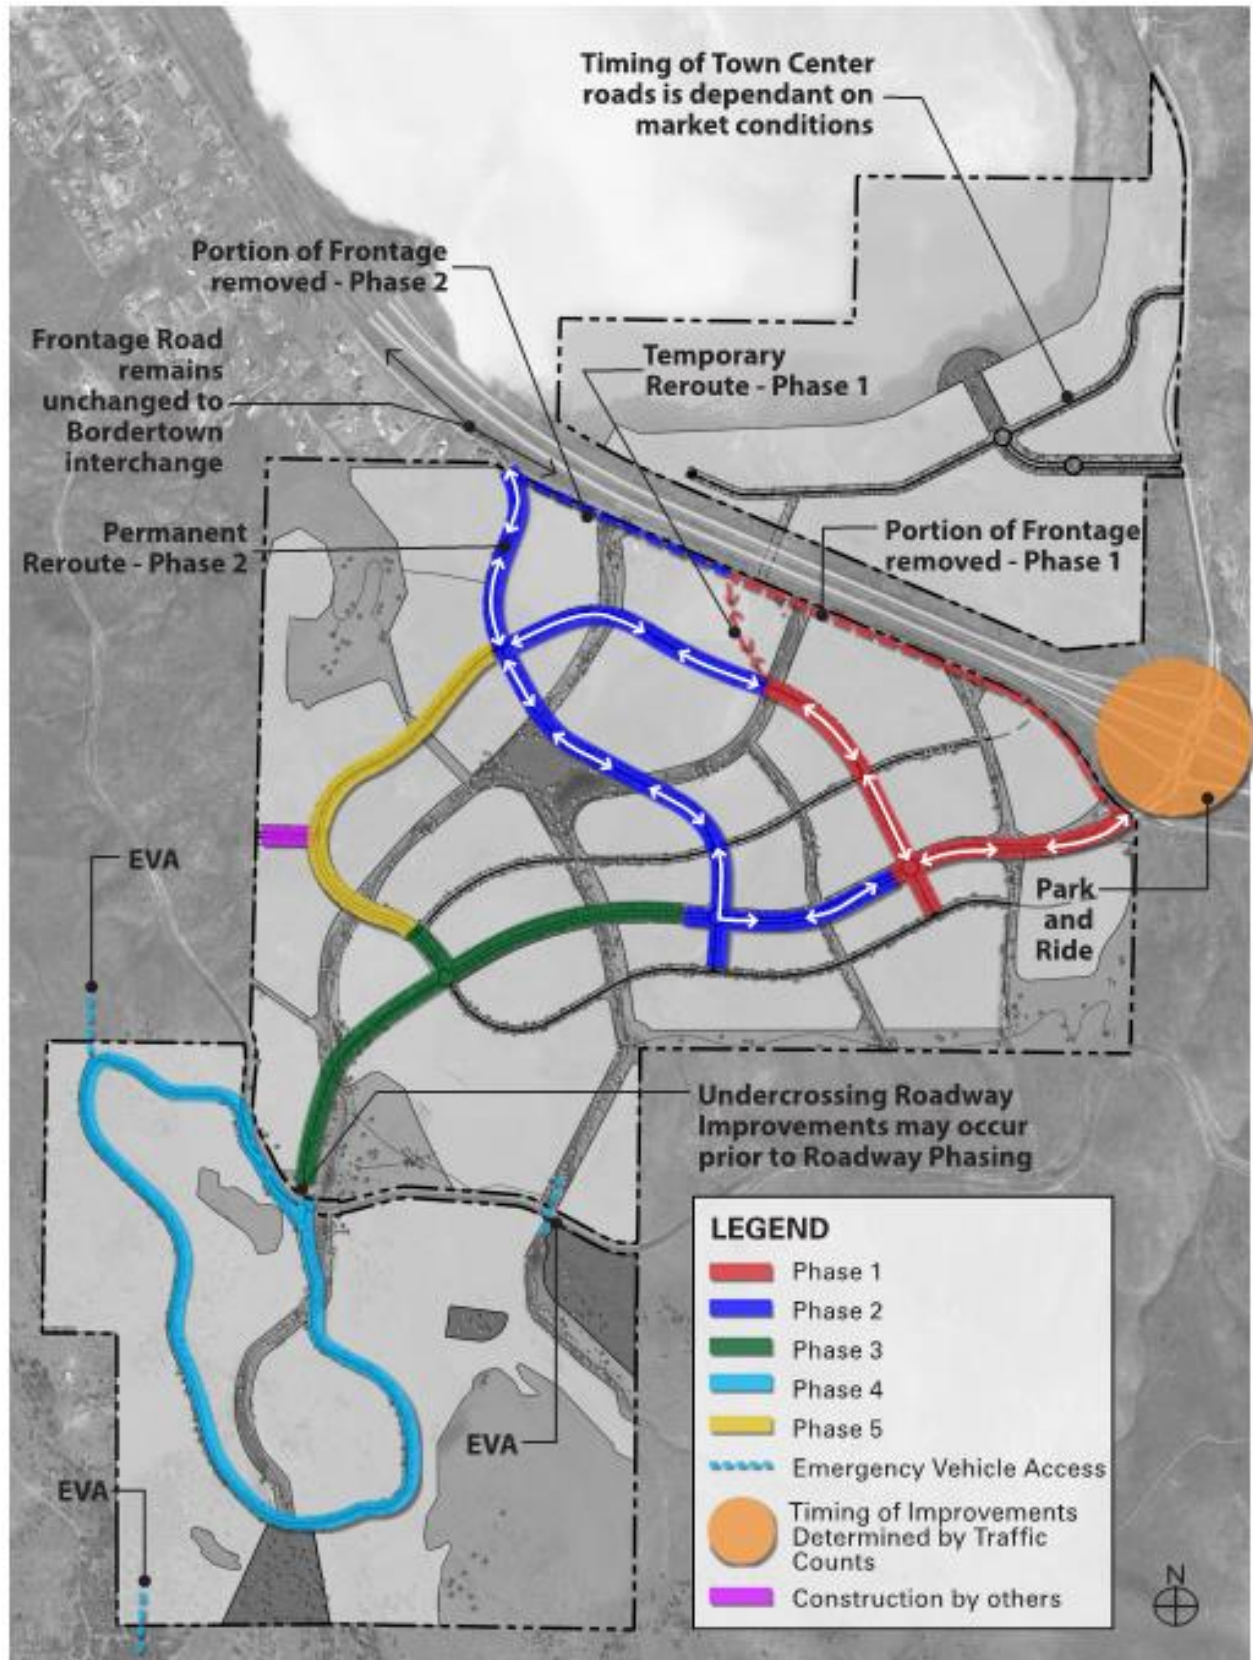 Timing of Town Center
roads is dependant on
market conditions
Portion of Frontage
removed - Phase 2
Frontage Road
remains
unchanged to
Bordertown
interchange
Temporary
Reroute - Phase 1
Permanent
Reroute - Phase 2
Portion of Frontage
removed - Phase 1
EVA
Park
and
Ride
Undercrossing Roadway
Improvements may occur
prior to Roadway Phasing
EVA
EVA
LEGEND
Phase 1
Phase 2
Phase 3
Phase 4
Phase 5
Emergency Vehicle Access
Timing of Improvements
Determined by Traffic
Counts
Construction by others
N